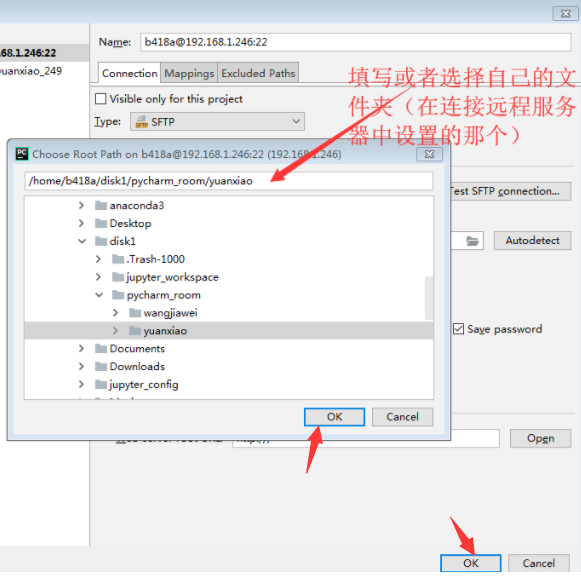 68.1.246:22
yuanxiao_249
Name: b418a@192.168.1.246:22
Connection Mappings Excluded Paths
Visible only for this project
Type: SFTP
填写或者选择自己的文
件夹（在连接远程服务
器中设置的那个）
Choose Root Path on b418a@192.168.1.246:22 (192.168.1.246)
/home/b418a/disk1/pycharm_room/yuanxiao
anaconda3
Desktop
disk1
.Trash-1000
jupyter_workspace
pycharm_room
wangjiawei
yuanxiao
Documents
Downloads
jupyter_config
OK Cancel
Test SFTP connection...
Autodetect
Save password
Open
OK Cancel